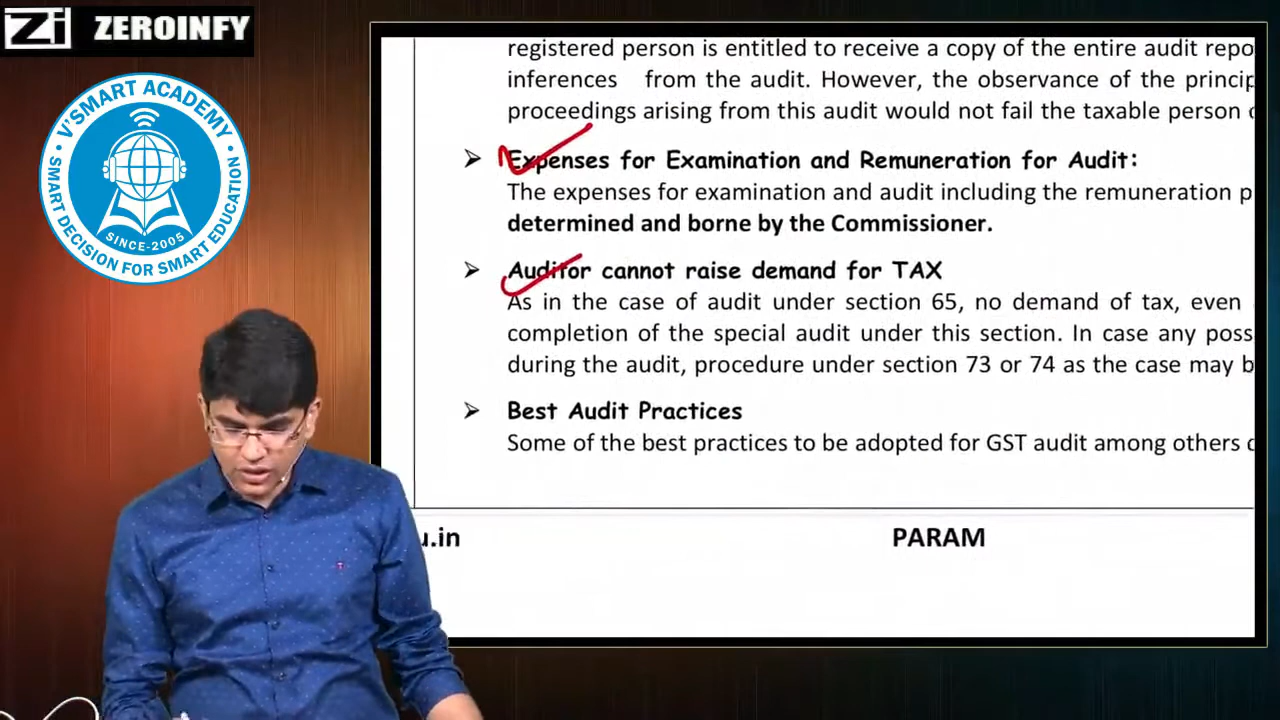 Zi ZEROINFY
V'SMART ACADEMY
SMART DECISION FOR SMART EDUCATION
SINCE-2005
registered person is entitled to receive a copy of the entire audit
inferences from the audit. However, the observance of the
proceedings arising from this audit would not fail the taxable person
➢ Expenses for Examination and Remuneration for Audit:
The expenses for examination and audit including the remuneration
determined and borne by the Commissioner.
➢ Auditor cannot raise demand for TAX
As in the case of audit under section 65, no demand of tax, even
completion of the special audit under this section. In case any
during the audit, procedure under section 73 or 74 as the case may
➢ Best Audit Practices
Some of the best practices to be adopted for GST audit among others
u.in PARAM